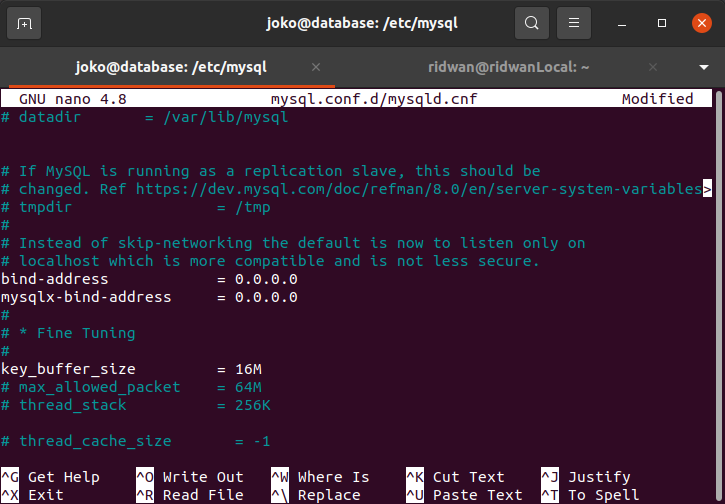 joko@database: /etc/mysql
joko@database: /etc/mysql × ridwan@ridwanLocal: ~ ×
GNU nano 4.8 mysql.conf.d/mysqld.cnf Modified
# datadir = /var/lib/mysql
# If MySQL is running as a replication slave, this should be
# changed. Ref https://dev.mysql.com/doc/refman/8.0/en/server-system-variables>
# tmpdir = /tmp
#
# Instead of skip-networking the default is now to listen only on
# localhost which is more compatible and is not less secure.
bind-address = 0.0.0.0
mysqlx-bind-address = 0.0.0.0
#
# * Fine Tuning
#
key_buffer_size = 16M
# max_allowed_packet = 64M
# thread_stack = 256K
# thread_cache_size = -1
^G Get Help ^O Write Out ^W Where Is ^K Cut Text ^J Justify
^X Exit ^R Read File ^\ Replace ^U Paste Text ^T To Spell